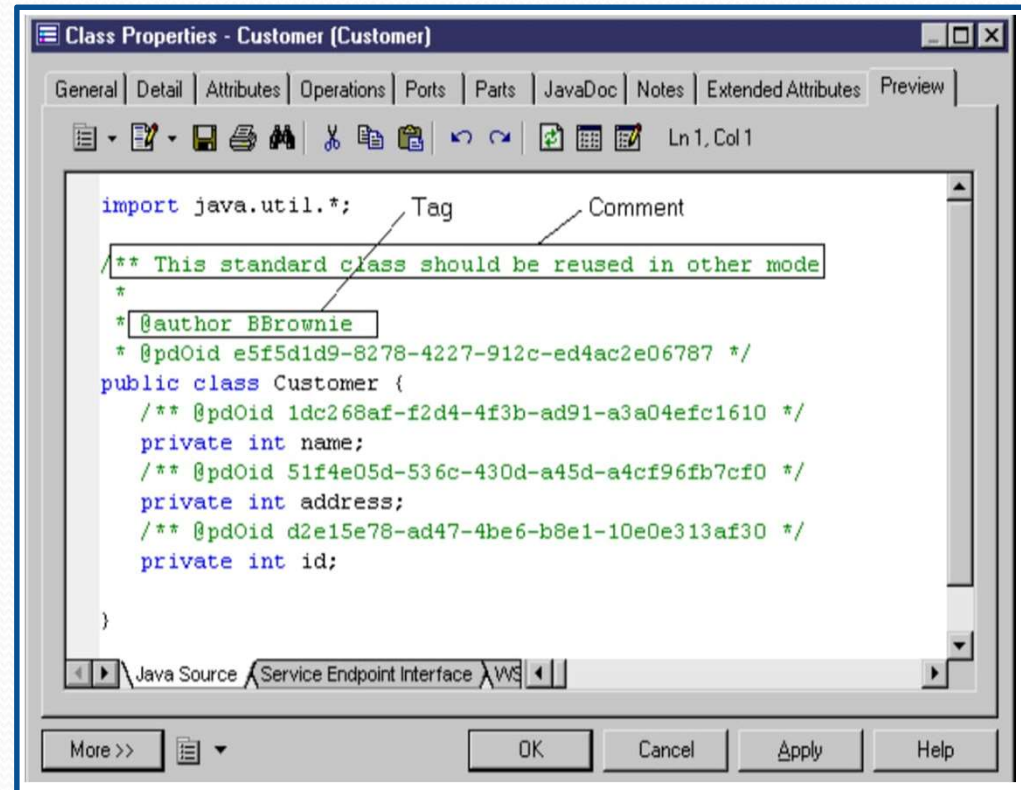 Class Properties - Customer (Customer)
General Detail Attributes Operations Ports Parts JavaDoc Notes Extended Attributes Preview
Ln 1, Col 1
import java.util.*; Tag Comment
/** This standard class should be reused in other mode
*
* @author BBrownie
* @pdOid e5f5d1d9-8278-4227-912c-ed4ac2e06787 */
public class Customer {
/** @pdOid 1dc268af-f2d4-4f3b-ad91-a3a04efc1610 */
private int name;
/** @pdOid 51f4e05d-536c-430d-a45d-a4cf96fb7cf0 */
private int address;
/** @pdOid d2e15e78-ad47-4be6-b8e1-10e0e313af30 */
private int id;
}
Java Source Service Endpoint Interface WS
More >> OK Cancel Apply Help